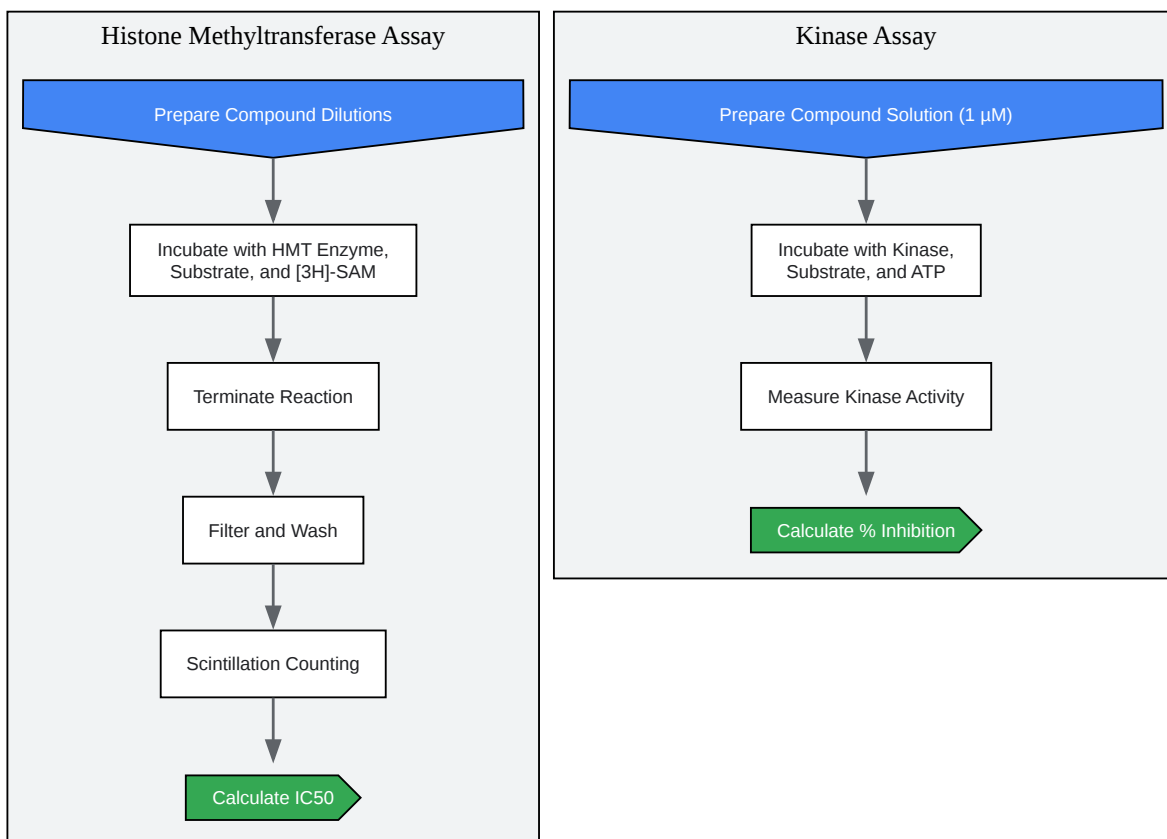 Histone Methyltransferase Assay
Prepare Compound Dilutions
Incubate with HMT Enzyme,
Substrate, and [3H]-SAM
Terminate Reaction
Filter and Wash
Scintillation Counting
Calculate IC50
Kinase Assay
Prepare Compound Solution (1 µM)
Incubate with Kinase,
Substrate, and ATP
Measure Kinase Activity
Calculate % Inhibition